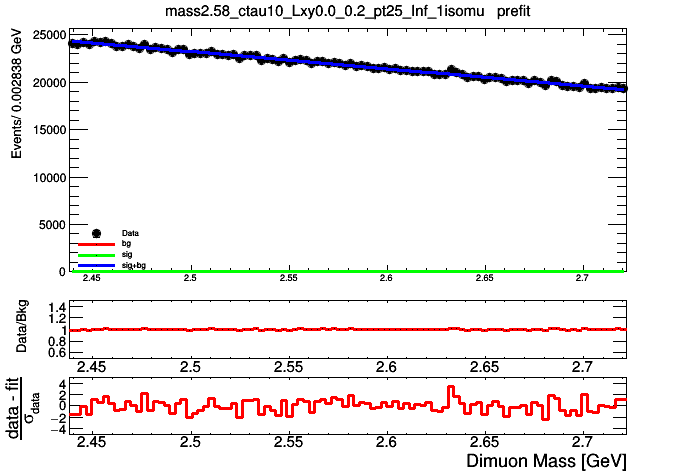 mass2.58_ctau10_Lxy0.0_0.2_pt25_Inf_1isomu prefit
Events/ 0.002838 GeV
25000
20000
15000
10000
5000
0
Data
bg
sig
sig+bg
2.45 2.5 2.55 2.6 2.65 2.7
Data/Bkg
1.4
1.2
1
0.8
0.6
2.45 2.5 2.55 2.6 2.65 2.7
data - fit
σdata
4
2
0
−2
−4
2.45 2.5 2.55 2.6 2.65 2.7
Dimuon Mass [GeV]